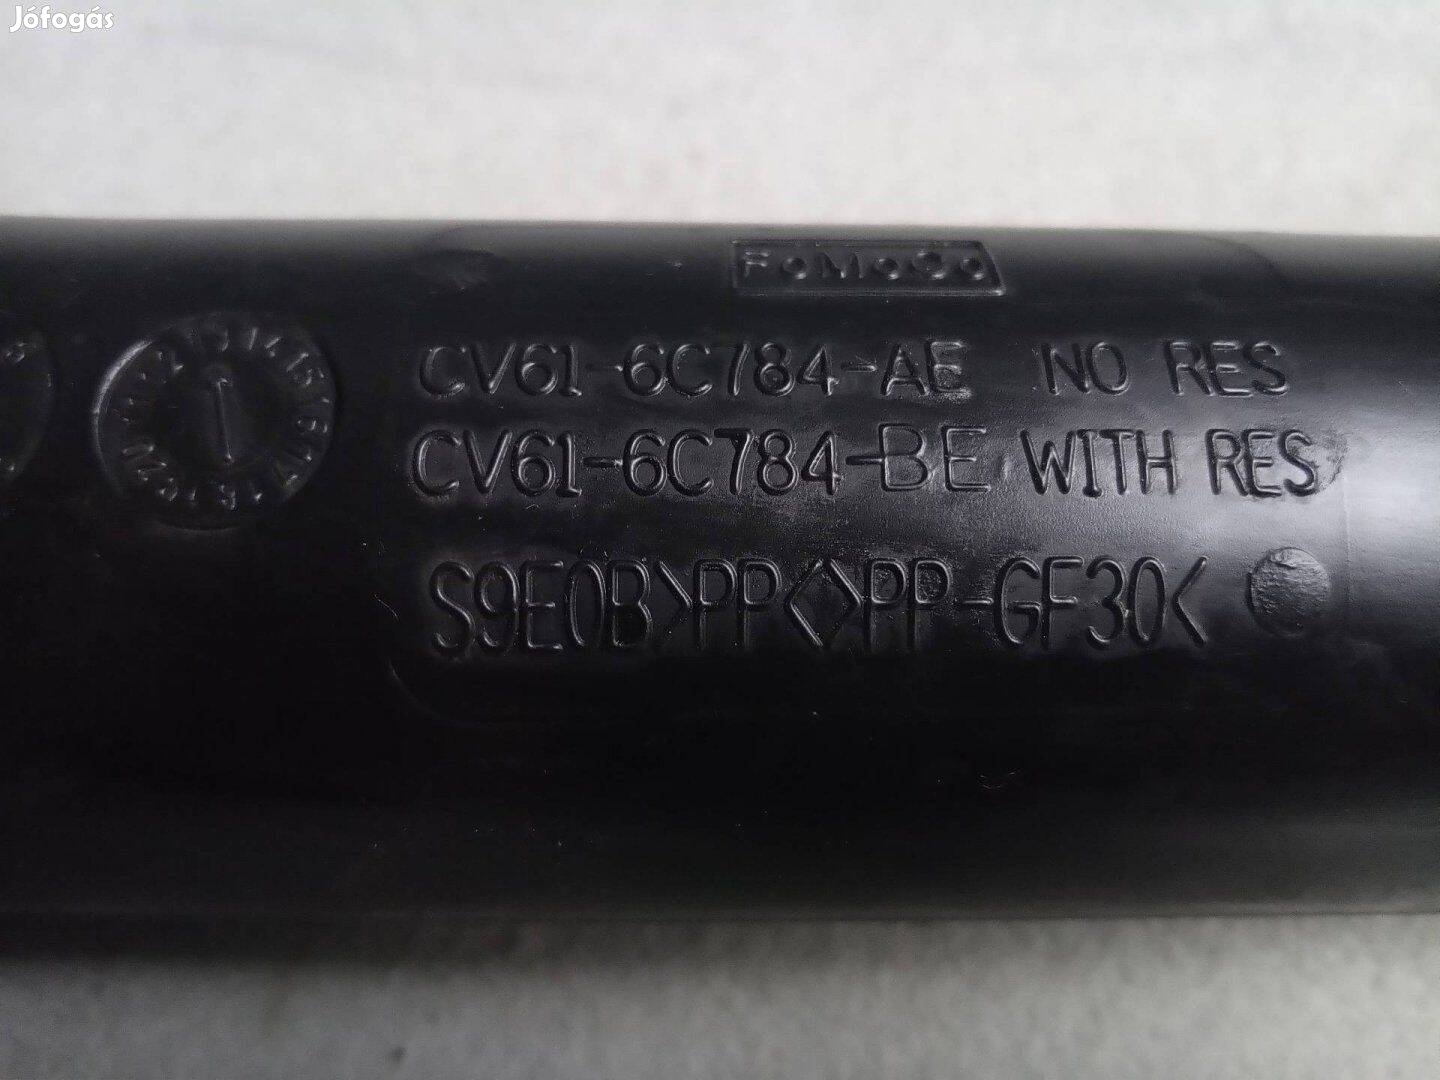 Jófogás
FoMoCo
CV61-6C784-AE NO RES
CV61-6C784-BE WITH RES
S9E0B>PP<>PP-GF30<